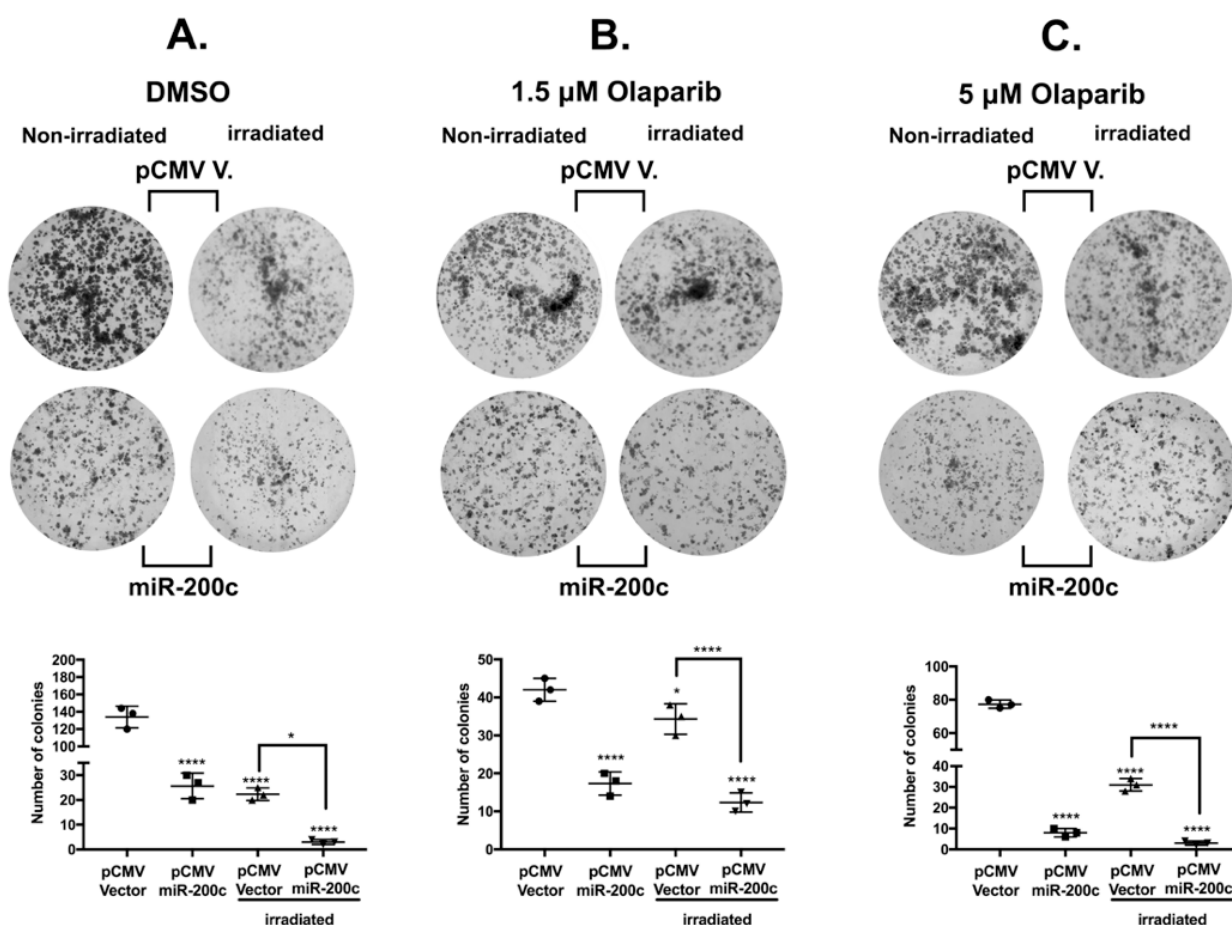 A.
DMSO
Non-irradiated irradiated
pCMV V.
miR-200c
Number of colonies
200
180
160
140
120
100
30
20
10
0
****
****
*
****
pCMV Vector
pCMV miR-200c
pCMV Vector
pCMV miR-200c
irradiated
B.
1.5 µM Olaparib
Non-irradiated irradiated
pCMV V.
miR-200c
Number of colonies
50
40
30
20
10
0
****
*
****
****
pCMV Vector
pCMV miR-200c
pCMV Vector
pCMV miR-200c
irradiated
C.
5 µM Olaparib
Non-irradiated irradiated
pCMV V.
miR-200c
Number of colonies
100
80
60
40
30
20
10
0
****
****
****
****
pCMV Vector
pCMV miR-200c
pCMV Vector
pCMV miR-200c
irradiated